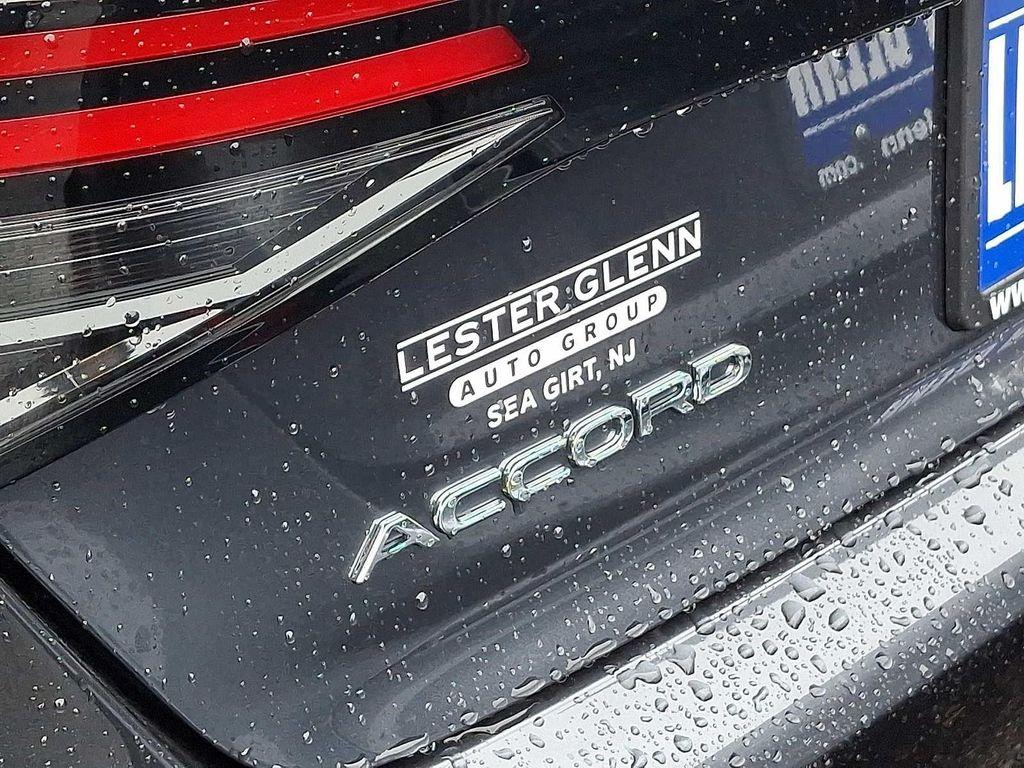 LESTER GLENN
AUTO GROUP
SEA GIRT, NJ
ACCORD